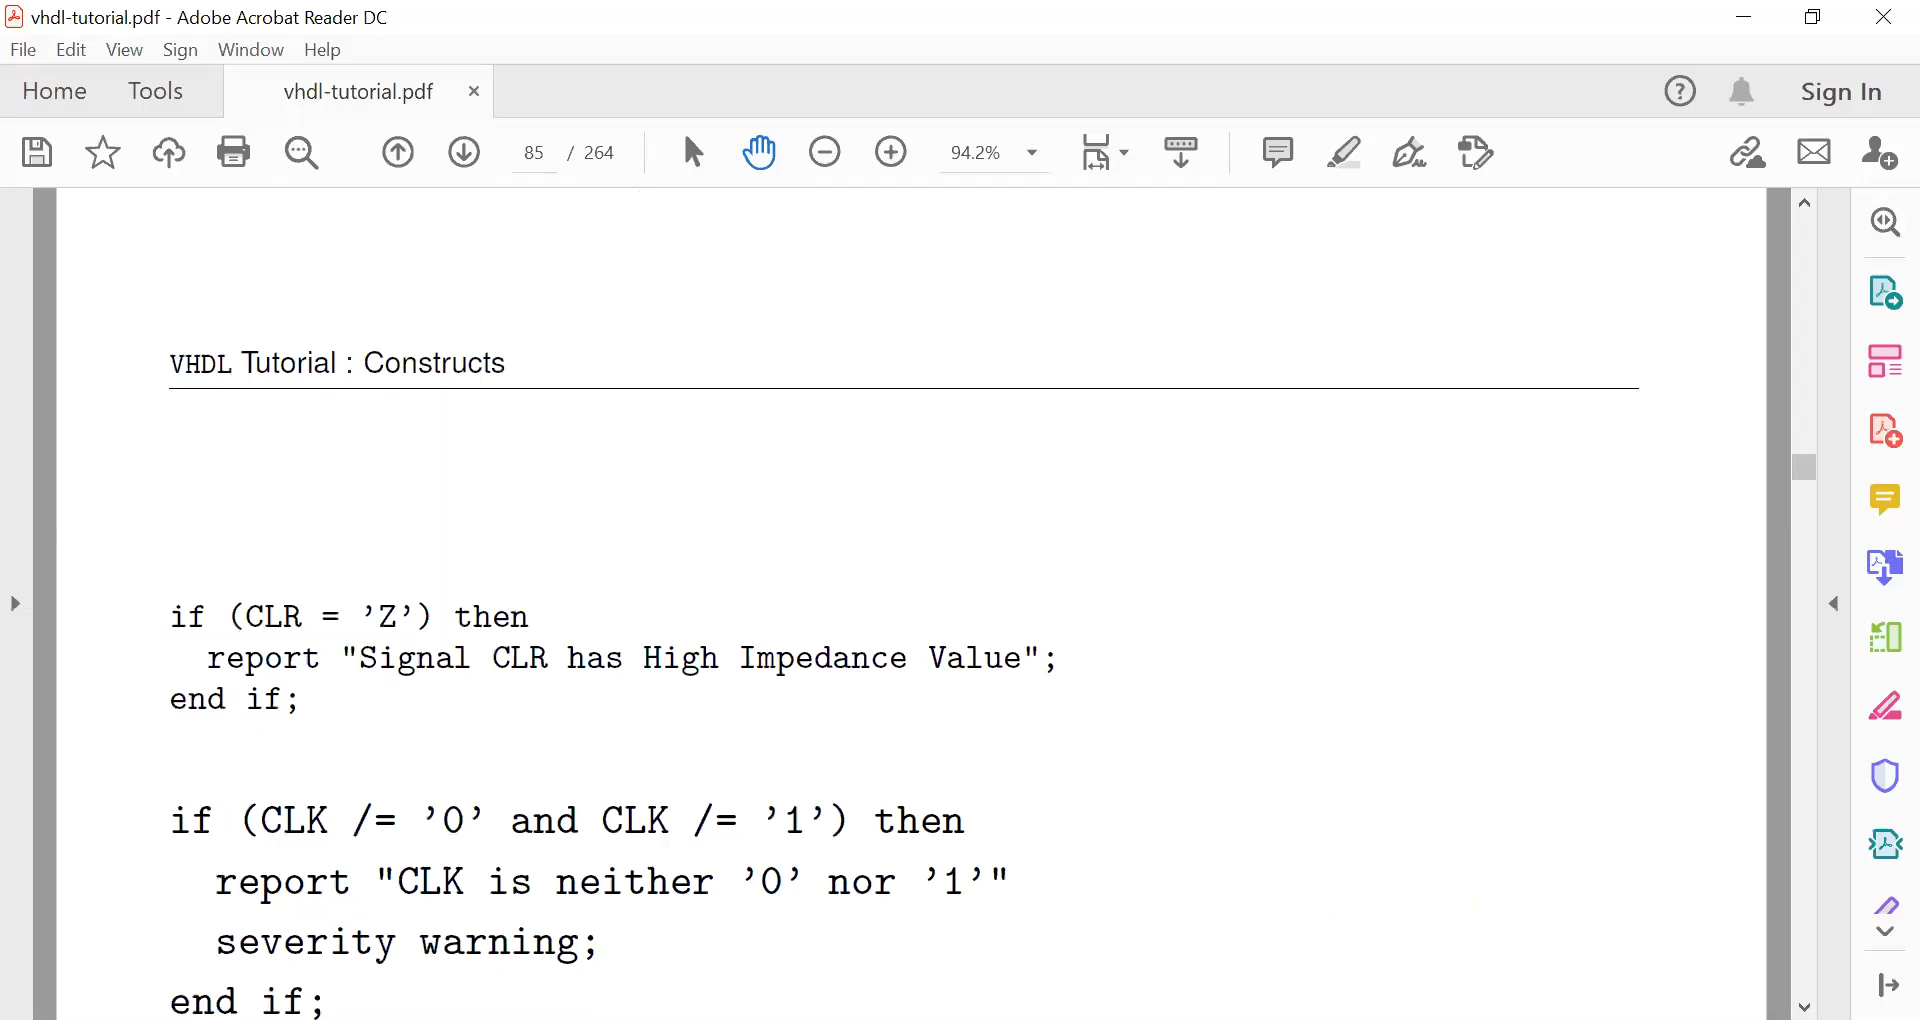 vhdl-tutorial.pdf - Adobe Acrobat Reader DC
File Edit View Sign Window Help
Home Tools vhdl-tutorial.pdf × Sign In
85 / 264 94.2%
VHDL Tutorial : Constructs
if (CLR = ’Z’) then
report "Signal CLR has High Impedance Value";
end if;
if (CLK /= ’0’ and CLK /= ’1’) then
report "CLK is neither ’0’ nor ’1’"
severity warning;
end if;